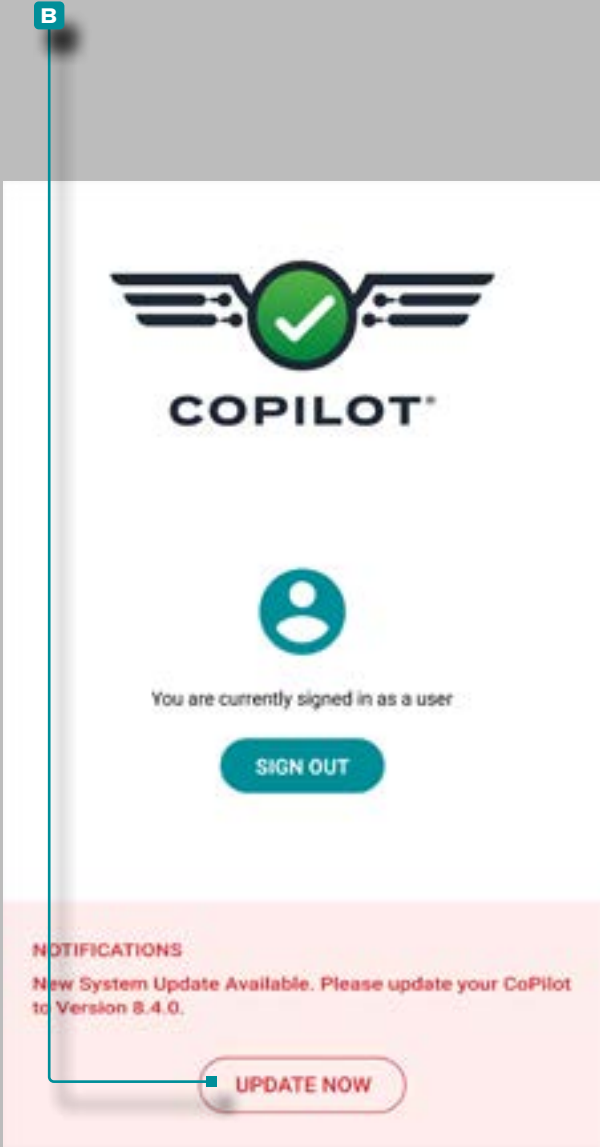 B
COPILOT®
You are currently signed in as a user
SIGN OUT
NOTIFICATIONS
New System Update Available. Please update your CoPilot
to Version 8.4.0.
UPDATE NOW